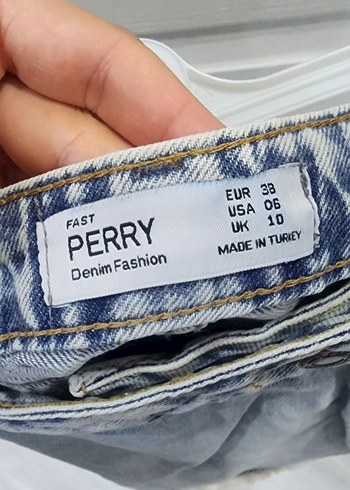 FAST
PERRY
Denim Fashion
EUR 38
USA 06
UK 10
MADE IN TURKEY